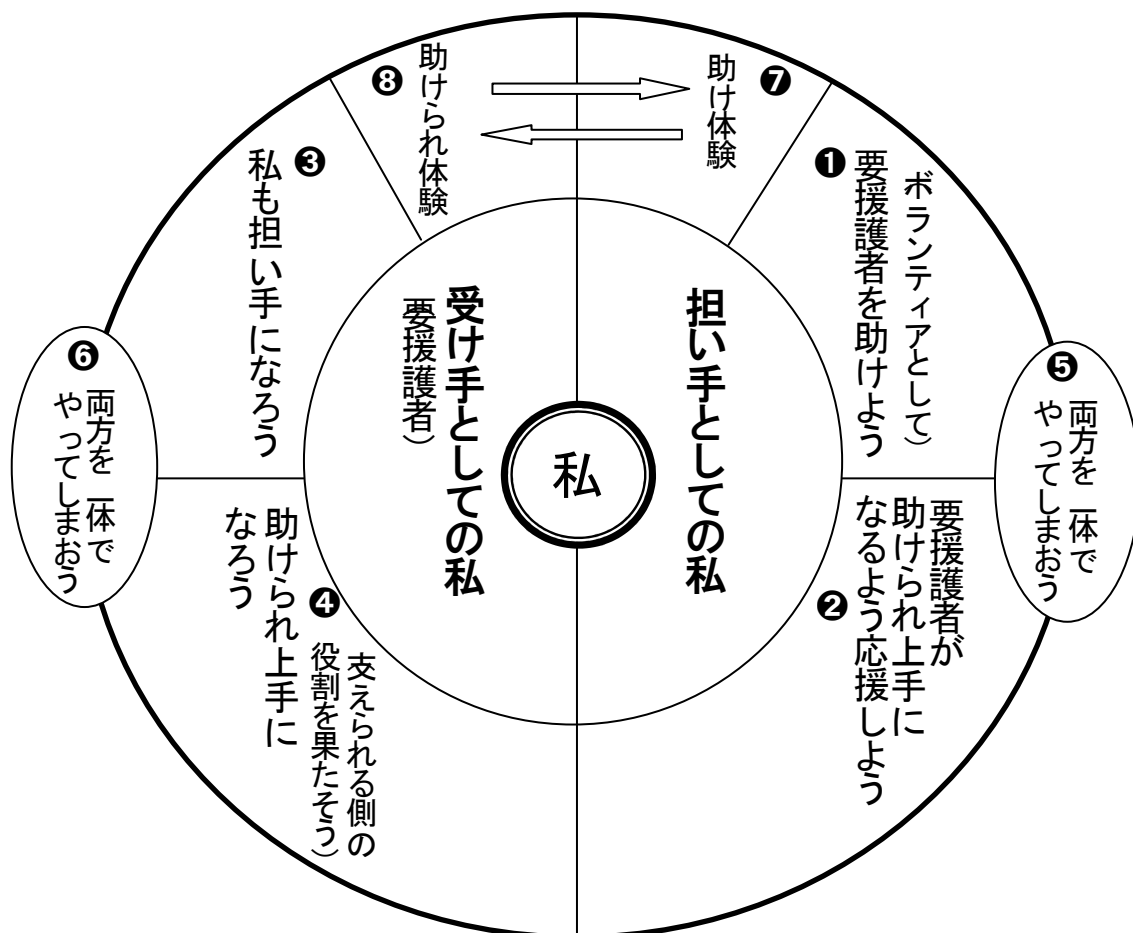 私
担い手としての私
受け手としての私
要援護者）
❶
ボランティアとして）
要援護者を助けよう
❷
要援護者が
助けられ上手に
なるよう応援しよう
❸
私も担い手になろう
❹
支えられる側の
役割を果たそう）
助けられ上手に
なろう
❺
両方を一体で
やってしまおう
❻
両方を一体で
やってしまおう
❼
助け体験
❽
助けられ体験